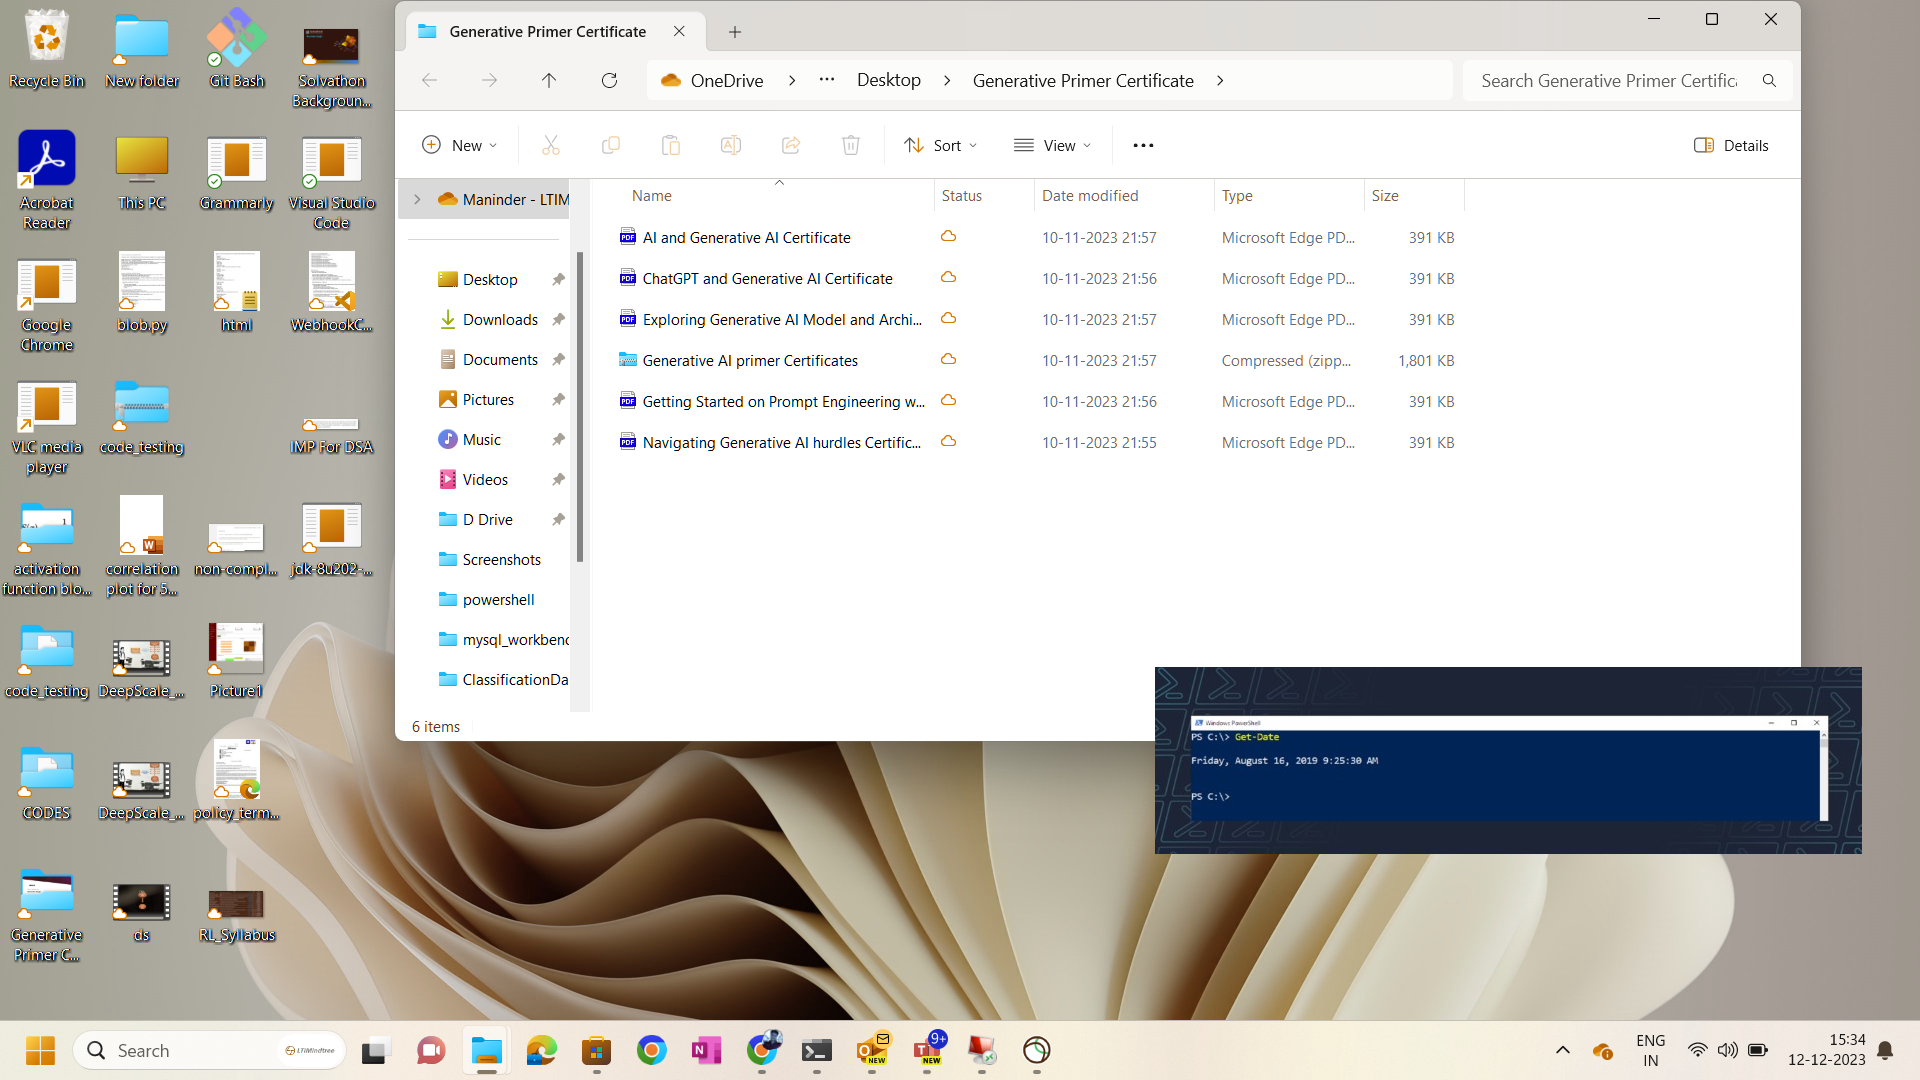 Recycle Bin
New folder
Git Bash
Solvathon
Backgroun...
Acrobat
Reader
This PC
Grammarly
Visual Studio
Code
Google
Chrome
blob.py
html
WebhookC...
VLC media
player
code_testing
IMP For DSA
activation
function blo...
correlation
plot for 5...
non-compl...
jdk-8u202-...
code_testing
DeepScale_...
Picture1
CODES
DeepScale_...
policy_term...
Generative
Primer C...
ds
RL_Syllabus
Generative Primer Certificate
OneDrive > ... Desktop > Generative Primer Certificate >
Search Generative Primer Certific
New
Sort
View
Details
Maninder - LTIM
Desktop
Downloads
Documents
Pictures
Music
Videos
D Drive
Screenshots
powershell
mysql_workbenc
ClassificationDa
Name Status Date modified Type Size
AI and Generative AI Certificate 10-11-2023 21:57 Microsoft Edge PD... 391 KB
ChatGPT and Generative AI Certificate 10-11-2023 21:56 Microsoft Edge PD... 391 KB
Exploring Generative AI Model and Archi... 10-11-2023 21:57 Microsoft Edge PD... 391 KB
Generative AI primer Certificates 10-11-2023 21:57 Compressed (zipp... 1,801 KB
Getting Started on Prompt Engineering w... 10-11-2023 21:56 Microsoft Edge PD... 391 KB
Navigating Generative AI hurdles Certific... 10-11-2023 21:55 Microsoft Edge PD... 391 KB
6 items
Windows PowerShell
PS C:\> Get-Date
Friday, August 16, 2019 9:25:30 AM
PS C:\>
Search
LTIMindtree
NEW
9+
NEW
ENG
IN
15:34
12-12-2023